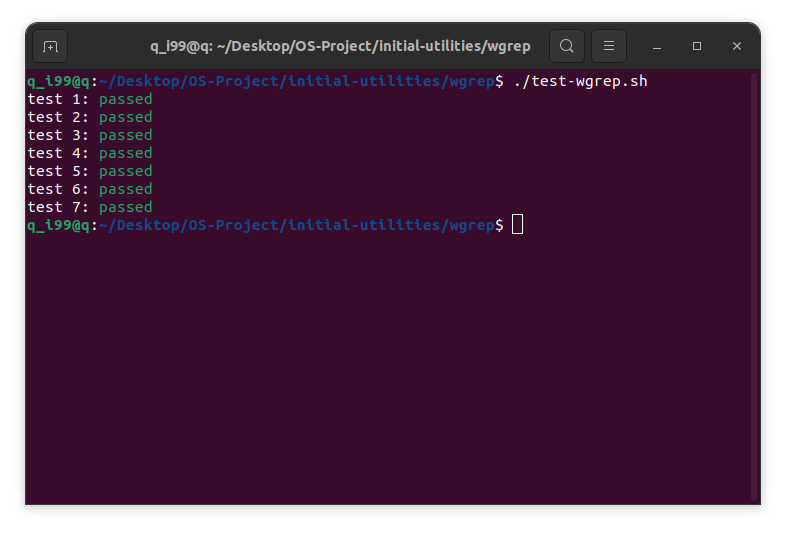 q_i99@q: ~/Desktop/OS-Project/initial-utilities/wgrep
q_i99@q:~/Desktop/OS-Project/initial-utilities/wgrep$ ./test-wgrep.sh
test 1: passed
test 2: passed
test 3: passed
test 4: passed
test 5: passed
test 6: passed
test 7: passed
q_i99@q:~/Desktop/OS-Project/initial-utilities/wgrep$